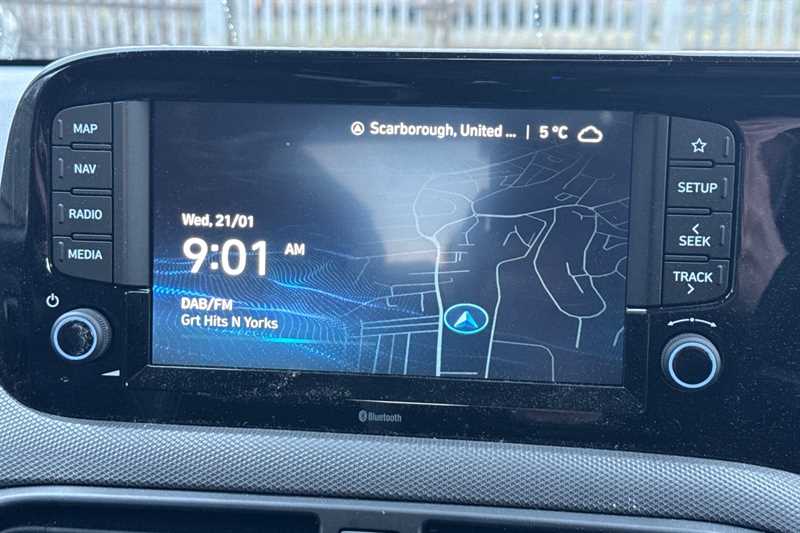 MAP
NAV
RADIO
MEDIA
Scarborough, United ... | 5 °C
Wed, 21/01
9:01 AM
DAB/FM
Grt Hits N Yorks
SETUP
<
SEEK
TRACK
>
Bluetooth